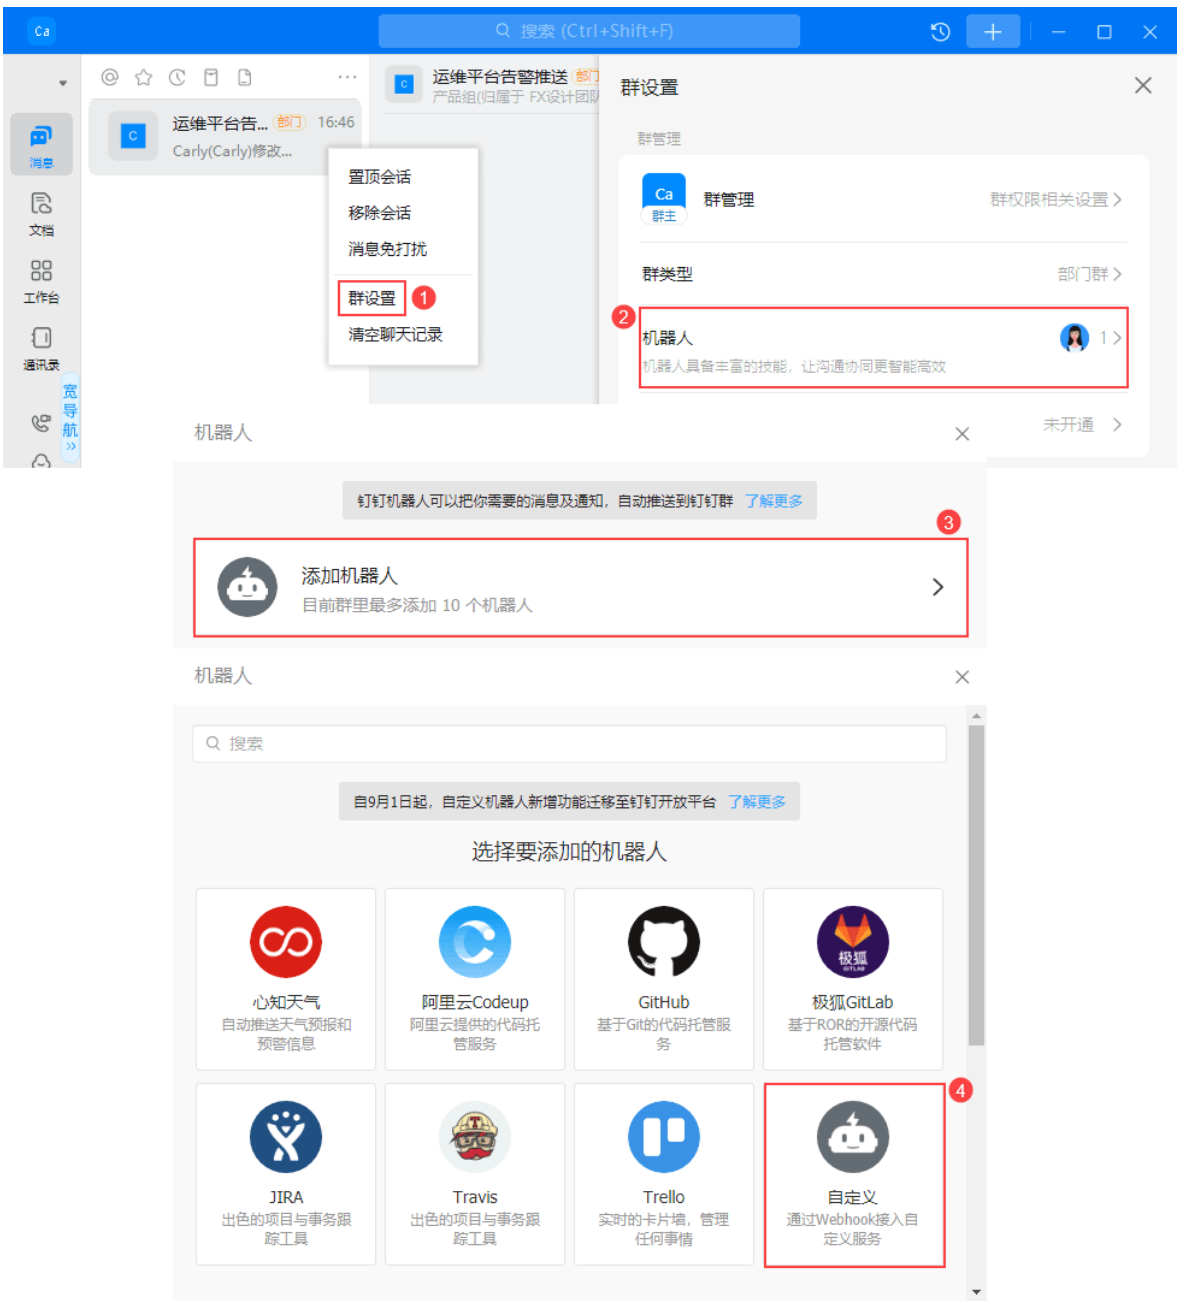 Ca
搜索 (Ctrl+Shift+F)
消息
文档
工作台
通讯录
宽导航
运维平台告... 部门 16:46
Carly(Carly)修改...
运维平台告警推送 部门
产品组(归属于 FX设计团队
置顶会话
移除会话
消息免打扰
群设置 1
清空聊天记录
群设置
群管理
Ca
群主
群管理 群权限相关设置
群类型 部门群
2
机器人 1
机器人具备丰富的技能，让沟通协同更智能高效
未开通
机器人
钉钉机器人可以把你需要的消息及通知，自动推送到钉钉群 了解更多
3
添加机器人
目前群里最多添加 10 个机器人
机器人
搜索
自9月1日起，自定义机器人新增功能迁移至钉钉开放平台 了解更多
选择要添加的机器人
心知天气
自动推送天气预报和
预警信息
阿里云Codeup
阿里云提供的代码托
管服务
GitHub
基于Git的代码托管服
务
极狐
GITLAB
极狐GitLab
基于ROR的开源代码
托管软件
JIRA
出色的项目与事务跟
踪工具
Travis
出色的项目与事务跟
踪工具
Trello
实时的卡片墙，管理
任何事情
4
自定义
通过Webhook接入自
定义服务